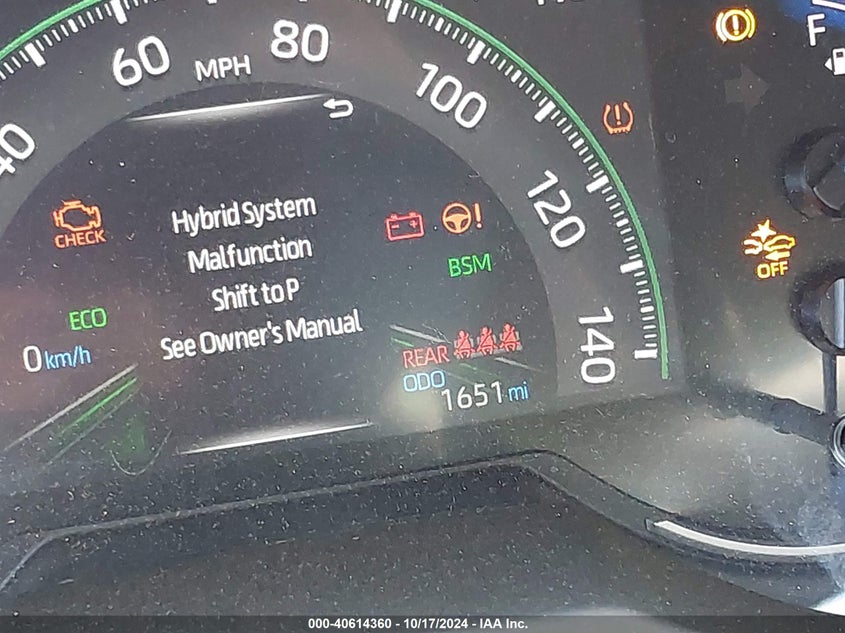 60
MPH
80
100
120
140
F
CHECK
Hybrid System
Malfunction
Shift to P
See Owner's Manual
BSM
OFF
ECO
0 km/h
REAR
ODO
1651 mi
000-40614360 - 10/17/2024 - IAA Inc.